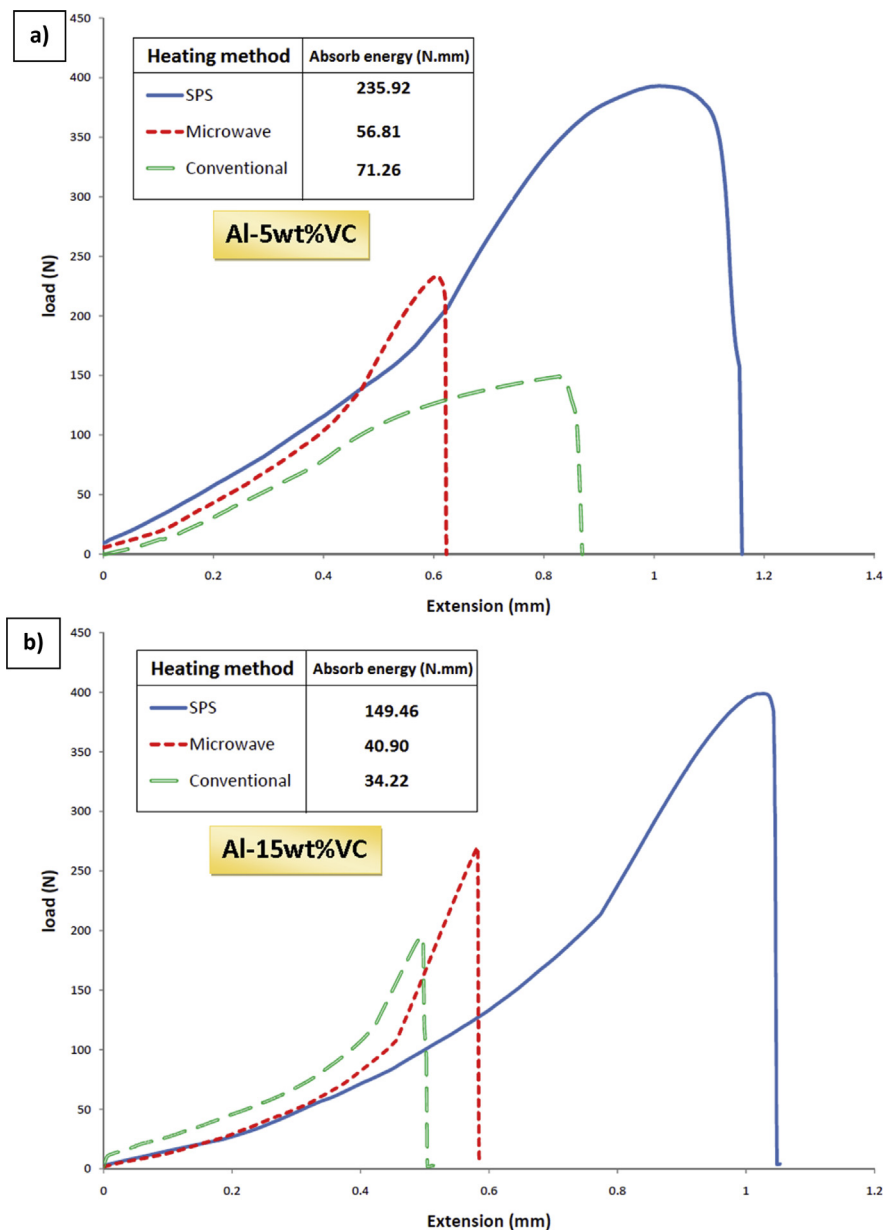 a)
450
400
350
300
250
200
150
100
50
0
load (N)
Heating method Absorb energy (N.mm)
SPS 235.92
Microwave 56.81
Conventional 71.26
Al-5wt%VC
0 0.2 0.4 0.6 0.8 1 1.2 1.4
Extension (mm)
b)
450
400
350
300
250
200
150
100
50
0
load (N)
Heating method Absorb energy (N.mm)
SPS 149.46
Microwave 40.90
Conventional 34.22
Al-15wt%VC
0 0.2 0.4 0.6 0.8 1 1.2
Extension (mm)